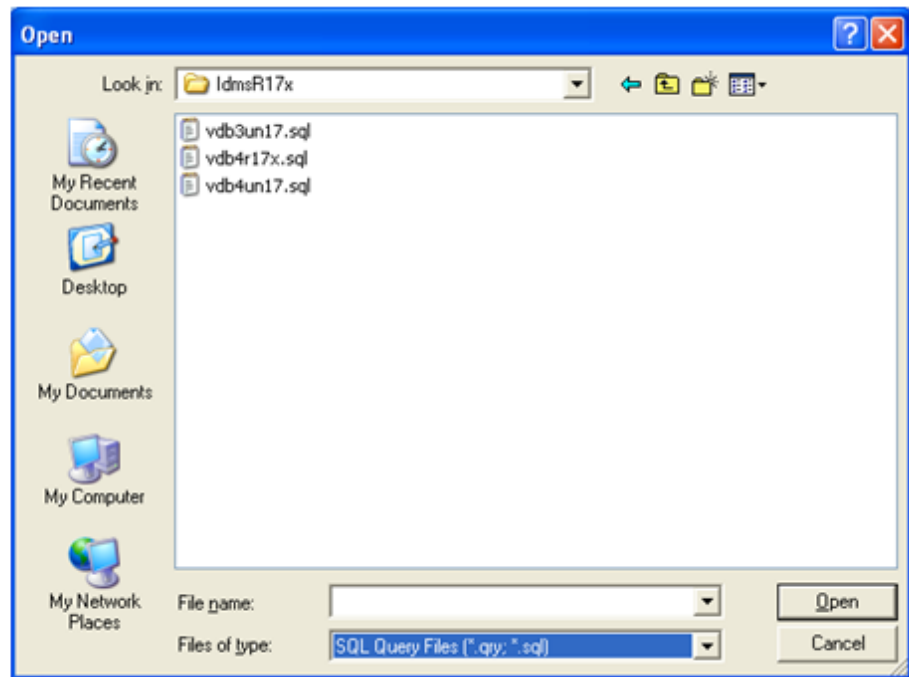 Open
Look in: IdmsR17x
vdb3un17.sql
vdb4r17x.sql
vdb4un17.sql
My Recent
Documents
Desktop
My Documents
My Computer
My Network
Places
File name:
Open
Files of type: SQL Query Files (*.qry; *.sql)
Cancel